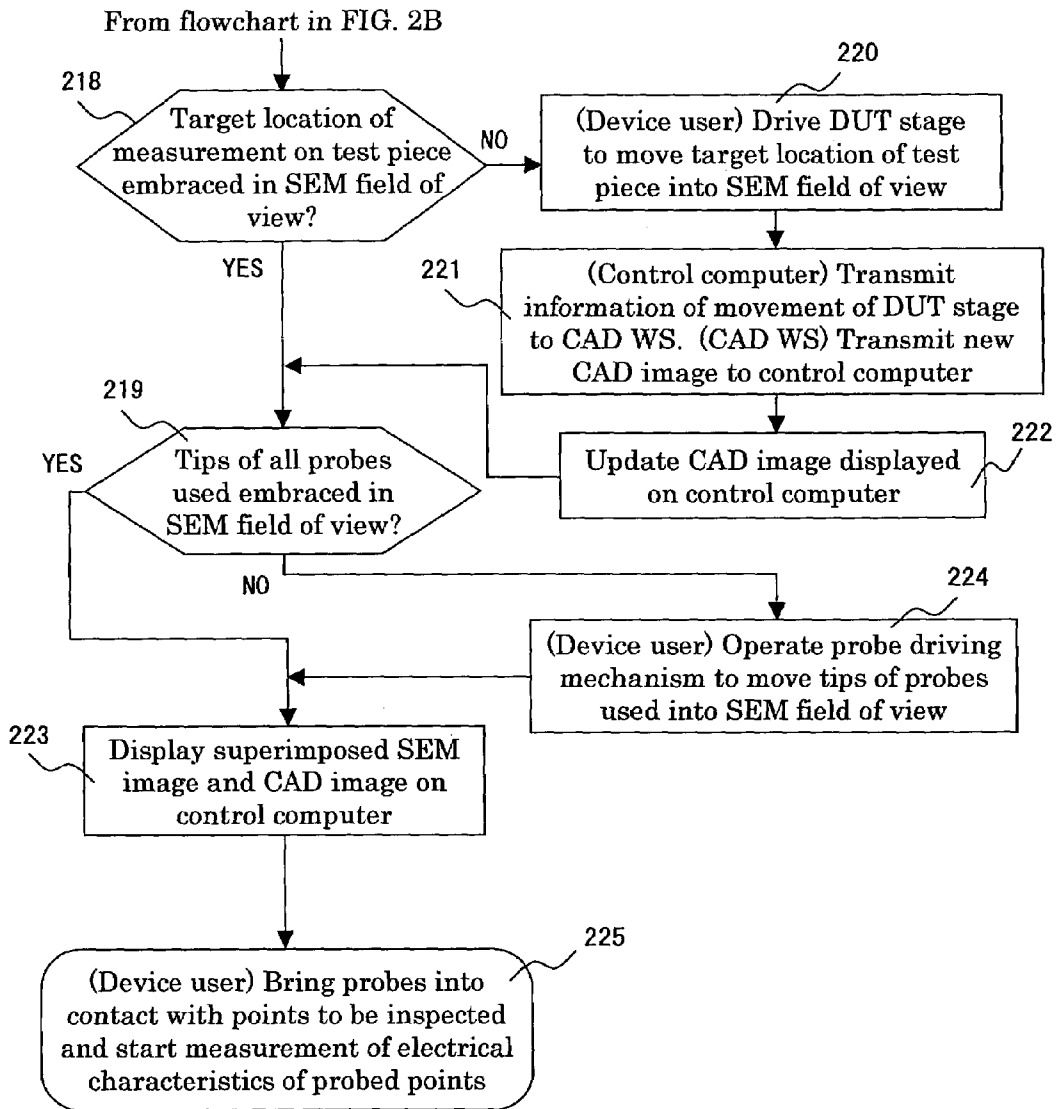 From flowchart in FIG. 2B
218
Target location of
measurement on test piece
embraced in SEM field of
view?
NO
YES
220
(Device user) Drive DUT stage
to move target location of test
piece into SEM field of view
221
(Control computer) Transmit
information of movement of DUT stage
to CAD WS. (CAD WS) Transmit new
CAD image to control computer
222
Update CAD image displayed
on control computer
219
Tips of all probes
used embraced in
SEM field of view?
YES
NO
224
(Device user) Operate probe driving
mechanism to move tips of probes
used into SEM field of view
223
Display superimposed SEM
image and CAD image on
control computer
225
(Device user) Bring probes into
contact with points to be inspected
and start measurement of electrical
characteristics of probed points